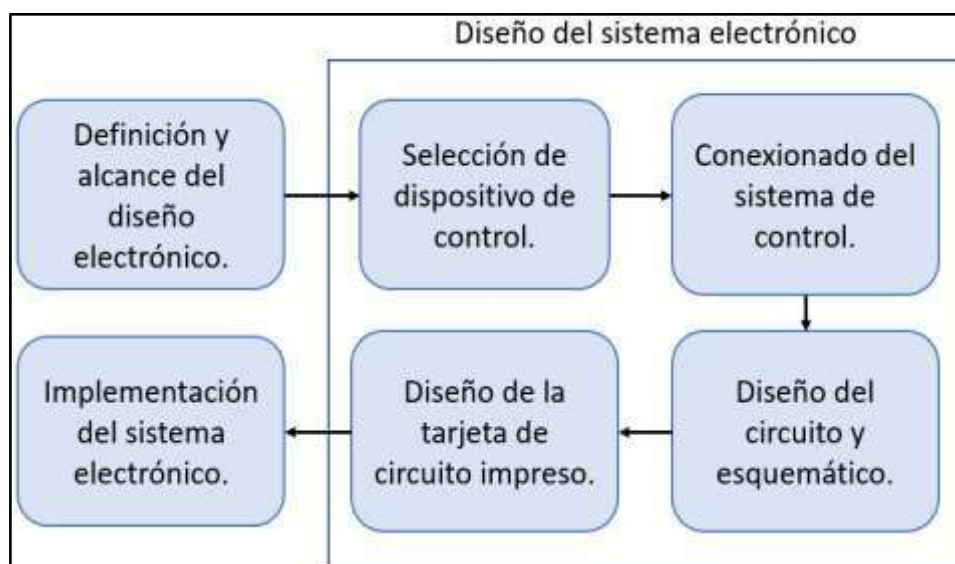 Diseño del sistema electrónico
Definición y
alcance del
diseño
electrónico.
Selección de
dispositivo de
control.
Conexionado del
sistema de
control.
Diseño del
circuito y
esquemático.
Diseño de la
tarjeta de
circuito impreso.
Implementación
del sistema
electrónico.